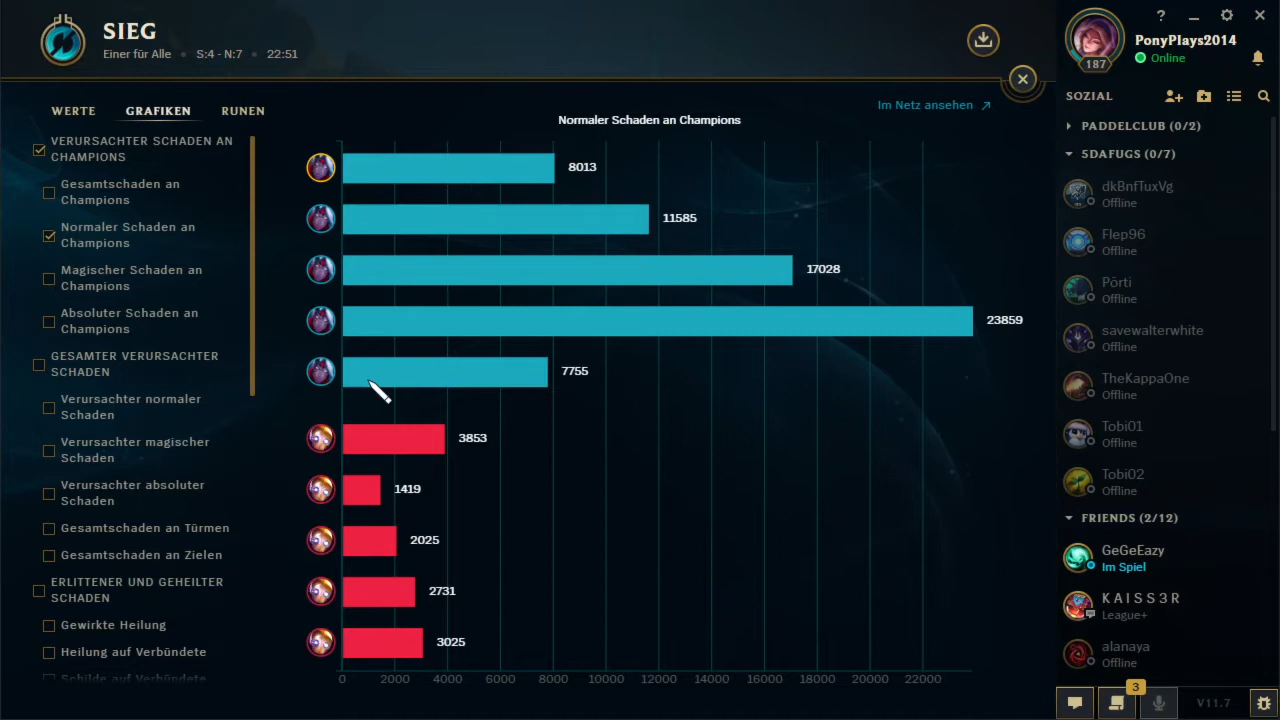 SIEG
Einer für Alle • S:4 - N:7 • 22:51
?
PonyPlays2014
187
Online
WERTE GRAFIKEN RUNEN
Im Netz ansehen
VERURSACHTER SCHADEN AN
CHAMPIONS
Gesamtschaden an
Champions
Normaler Schaden an
Champions
Magischer Schaden an
Champions
Absoluter Schaden an
Champions
GESAMTER VERURSACHTER
SCHADEN
Verursachter normaler
Schaden
Verursachter magischer
Schaden
Verursachter absoluter
Schaden
Gesamtschaden an Türmen
Gesamtschaden an Zielen
ERLITTENER UND GEHEILTER
SCHADEN
Gewirkte Heilung
Heilung auf Verbündete
Schilde auf Verbündete
Normaler Schaden an Champions
8013
11585
17028
23859
7755
3853
1419
2025
2731
3025
0 2000 4000 6000 8000 10000 12000 14000 16000 18000 20000 22000
SOZIAL
PADDELCLUB (0/2)
5DAFUGS (0/7)
dkBnfTuxVg
Offline
Flep96
Offline
Pörti
Offline
savewalterwhite
Offline
TheKappaOne
Offline
Tobi01
Offline
Tobi02
Offline
FRIENDS (2/12)
GeGeEazy
Im Spiel
K A I S S 3 R
League+
alanaya
Offline
3
V11.7